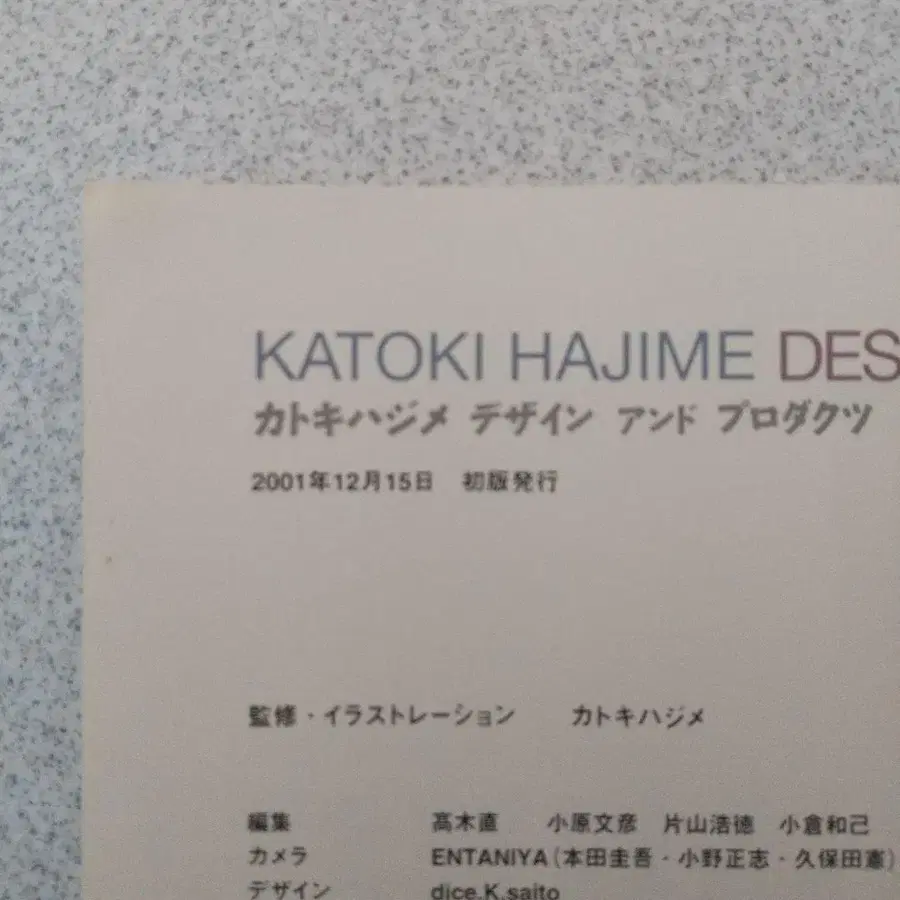 KATOKI HAJIME DES
カトキハジメ デザイン アンド プロダクツ
2001年12月15日 初版発行
監修・イラストレーション カトキハジメ
編集 髙木直 小原文彦 片山浩徳 小倉和己
カメラ ENTANIYA(本田圭吾・小野正志・久保田憲)
デザイン dice.K.saito